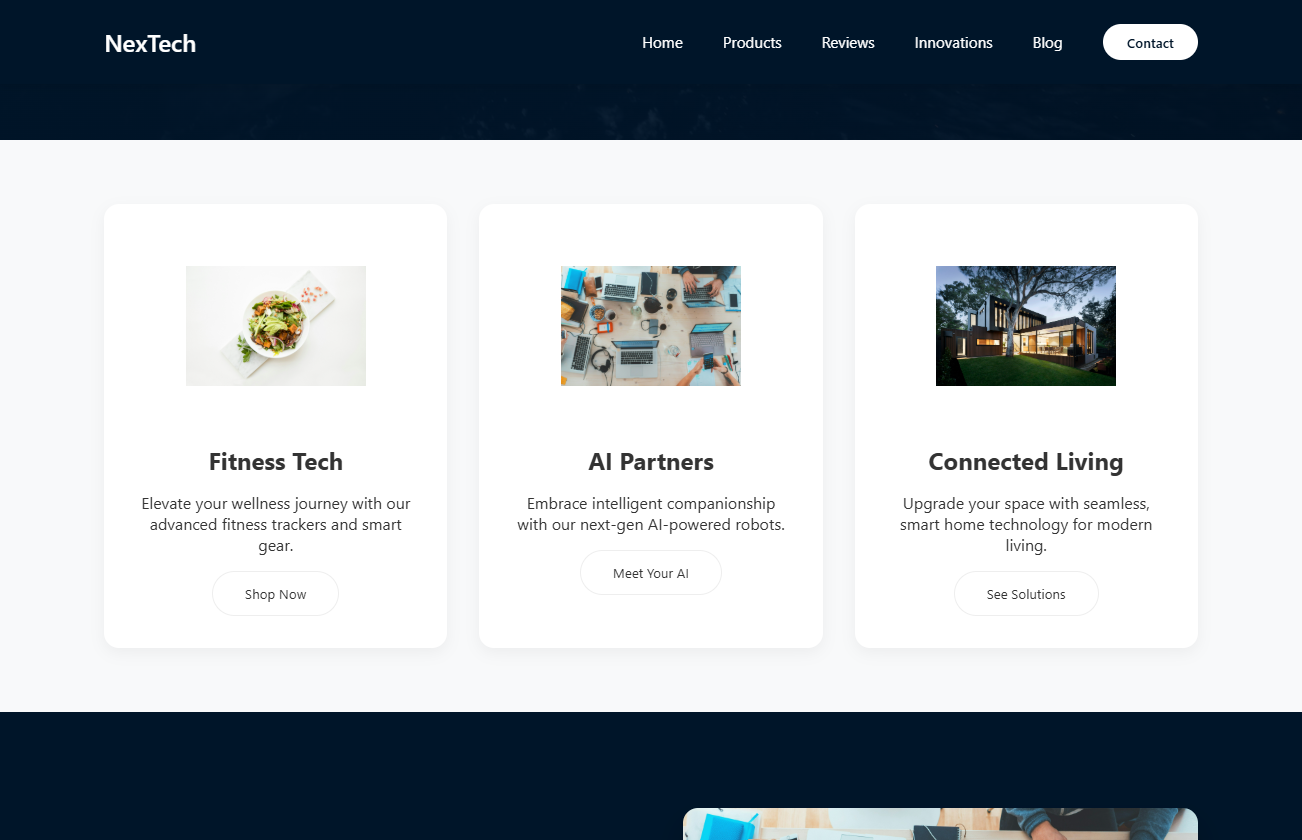 NexTech
Home
Products
Reviews
Innovations
Blog
Contact
Fitness Tech
Elevate your wellness journey with our
advanced fitness trackers and smart
gear.
Shop Now
AI Partners
Embrace intelligent companionship
with our next-gen AI-powered robots.
Meet Your AI
Connected Living
Upgrade your space with seamless,
smart home technology for modern
living.
See Solutions